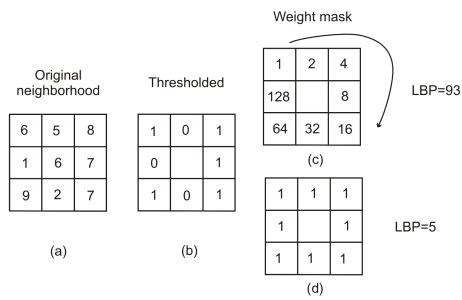 Weight mask
Original
neighborhood
Thresholded
6 5 8
1 6 7
9 2 7
1 0 1
0 1
1 0 1
1 2 4
128 8
64 32 16
LBP=93
(a)
(b)
(c)
1 1 1
1 1
1 1 1
LBP=5
(d)